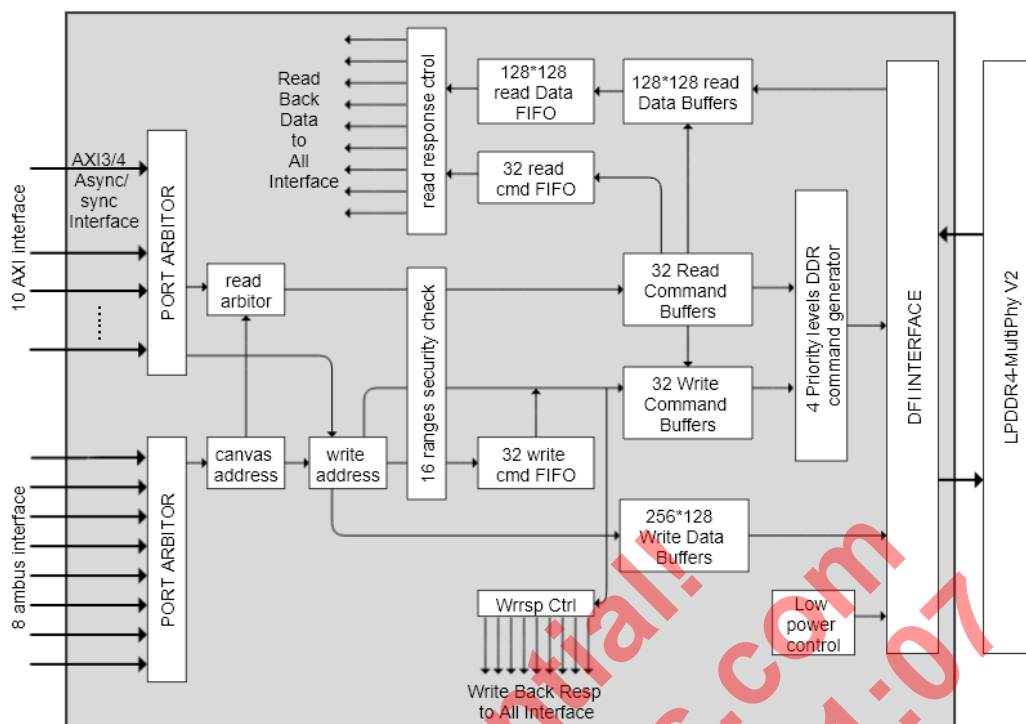 Read
Back
Data
to
All
Interface
read response ctrol
128*128
read Data
FIFO
128*128 read
Data Buffers
32 read
cmd FIFO
10 AXI interface
AXI3/4
Async/
sync
Interface
......
PORT ARBITOR
read
arbitor
16 ranges security check
32 Read
Command
Buffers
32 Write
Command
Buffers
4 Priority levels DDR
command generator
DFI INTERFACE
LPDDR4-MultiPhy V2
8 ambus interface
PORT ARBITOR
canvas
address
write
address
32 write
cmd FIFO
256*128
Write Data
Buffers
Wrrsp Ctrl
Write Back Resp
to All Interface
Low
power
control